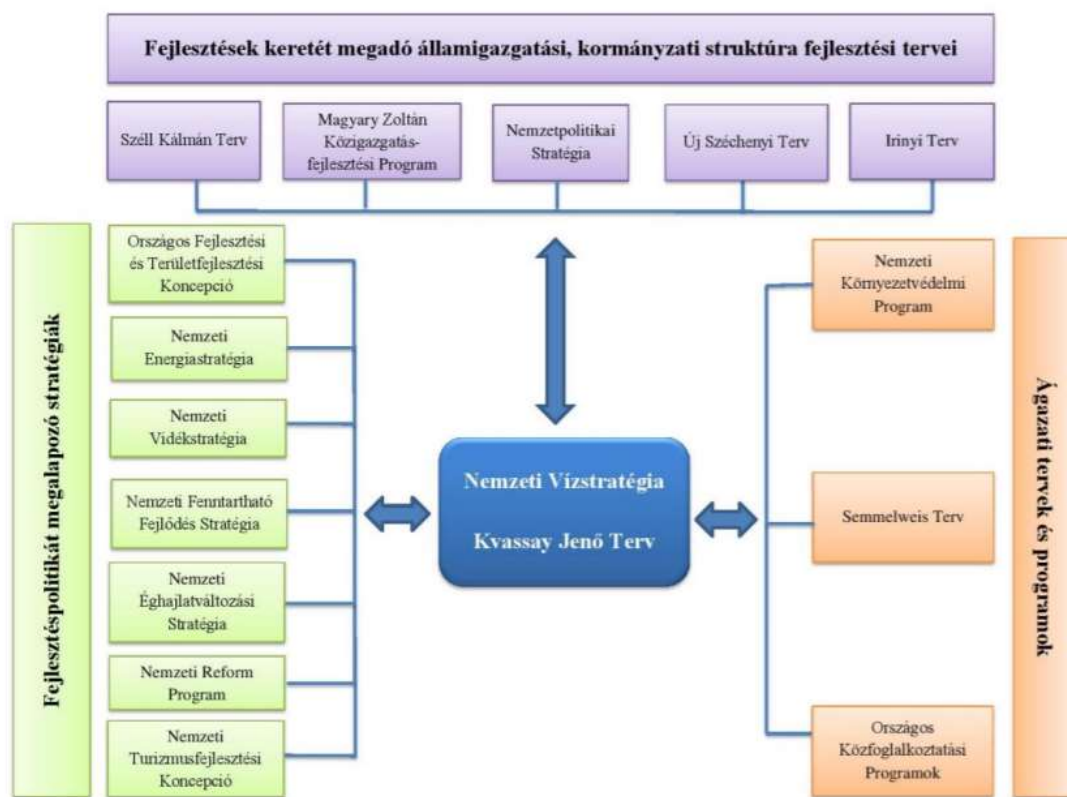 Fejlesztések keretét megadó államigazgatási, kormányzati struktúra fejlesztési tervei
Széll Kálmán Terv
Magyary Zoltán
Közigazgatás-
fejlesztési Program
Nemzetpolitikai
Stratégia
Új Széchenyi Terv
Irinyi Terv
Fejlesztéspolitikát megalapozó stratégiák
Országos Fejlesztési
és Területfejlesztési
Koncepció
Nemzeti
Energiastratégia
Nemzeti
Vidékstratégia
Nemzeti Fenntartható
Fejlődés Stratégia
Nemzeti
Éghajlatváltozási
Stratégia
Nemzeti Reform
Program
Nemzeti
Turizmusfejlesztési
Koncepció
Nemzeti Vízstratégia
Kvassay Jenő Terv
Nemzeti
Környezetvédelmi
Program
Semmelweis Terv
Országos
Közfoglalkoztatási
Programok
Ágazati tervek és programok